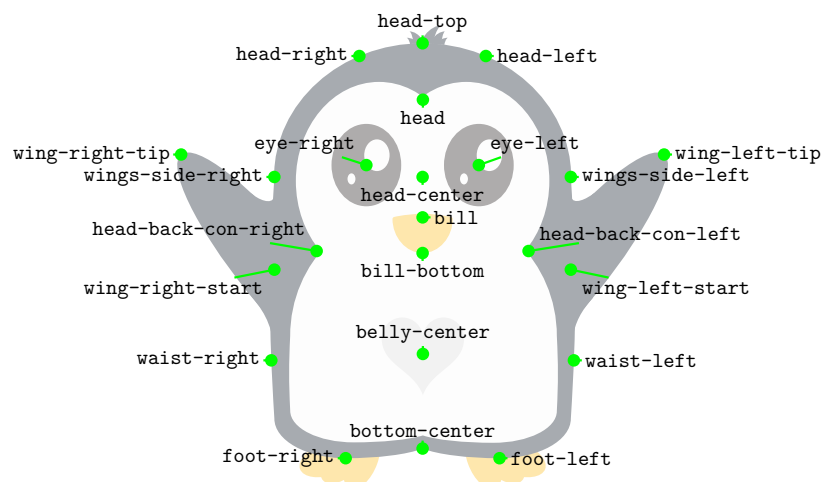 head-top
head-right
head-left
head
eye-right
eye-left
wing-right-tip
wing-left-tip
wings-side-right
wings-side-left
head-center
bill
head-back-con-right
head-back-con-left
bill-bottom
wing-right-start
wing-left-start
belly-center
waist-right
waist-left
bottom-center
foot-right
foot-left